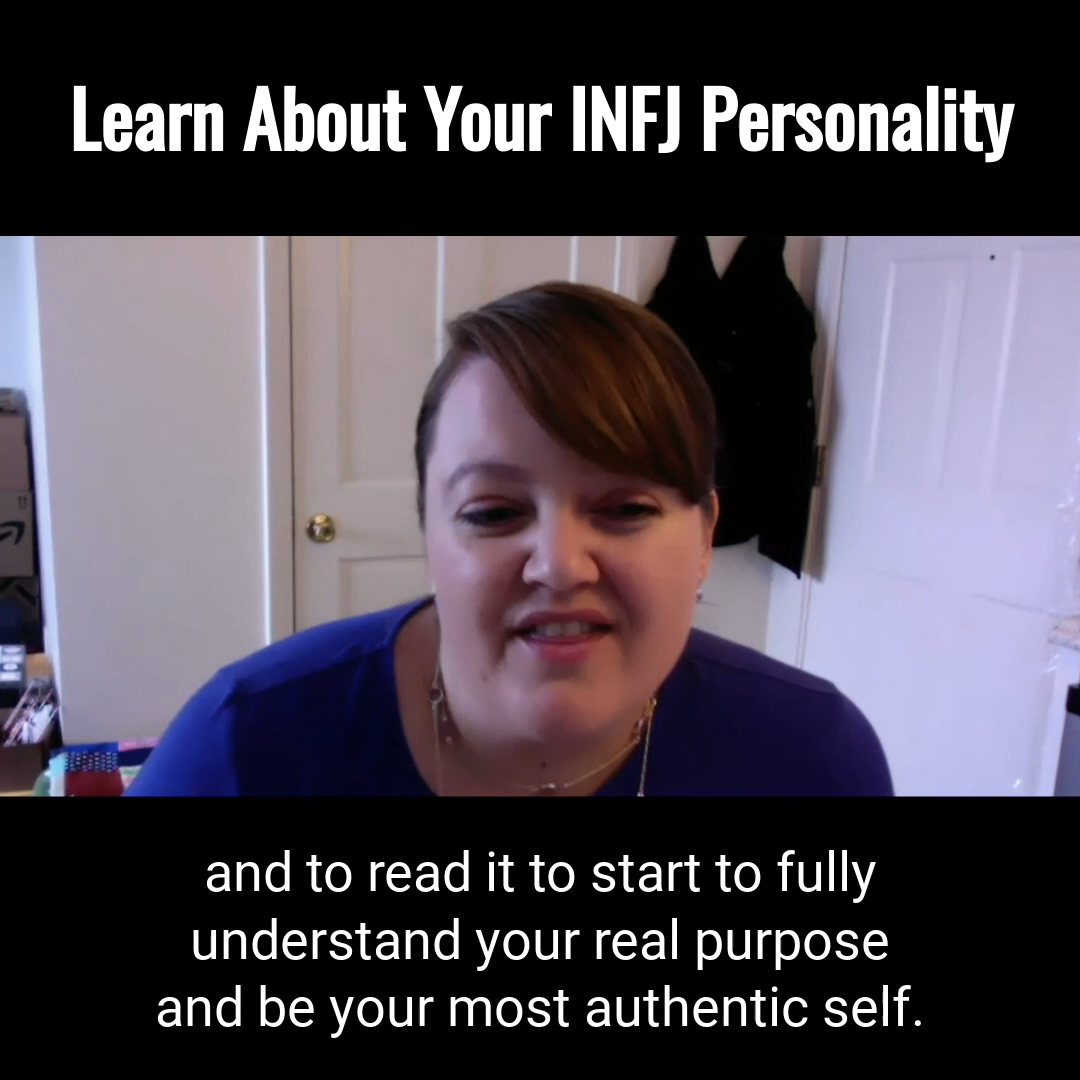 Learn About Your INFJ Personality
and to read it to start to fully
understand your real purpose
and be your most authentic self.